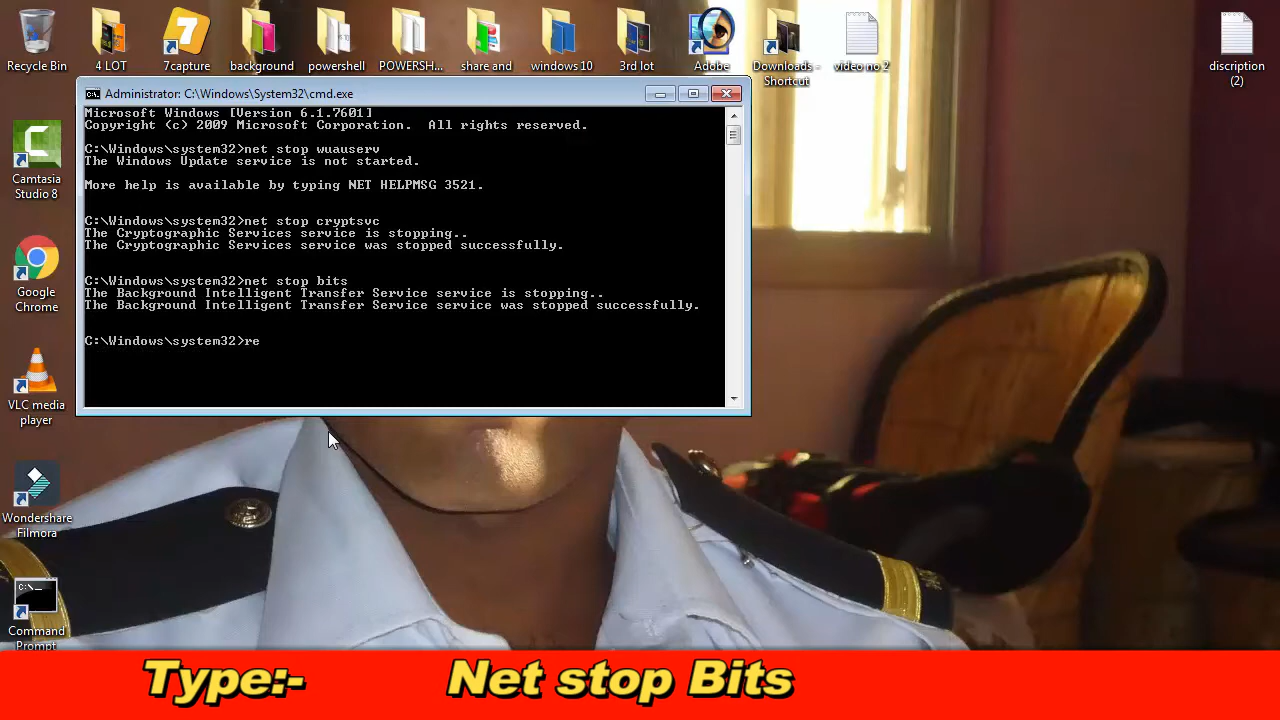 Recycle Bin
4 LOT
7capture
background
powershell
POWERSH...
share and
windows 10
3rd lot
Adobe
Downloads - Shortcut
video no.2
discription (2)
Administrator: C:\Windows\System32\cmd.exe
Microsoft Windows [Version 6.1.7601]
Copyright (c) 2009 Microsoft Corporation.  All rights reserved.
C:\Windows\system32>net stop wuauserv
The Windows Update service is not started.
More help is available by typing NET HELPMSG 3521.
C:\Windows\system32>net stop cryptsvc
The Cryptographic Services service is stopping..
The Cryptographic Services service was stopped successfully.
C:\Windows\system32>net stop bits
The Background Intelligent Transfer Service service is stopping..
The Background Intelligent Transfer Service service was stopped successfully.
C:\Windows\system32>re
Camtasia
Studio 8
Google
Chrome
VLC media
player
Wondershare
Filmora
Command
Prompt
Type:- Net stop Bits